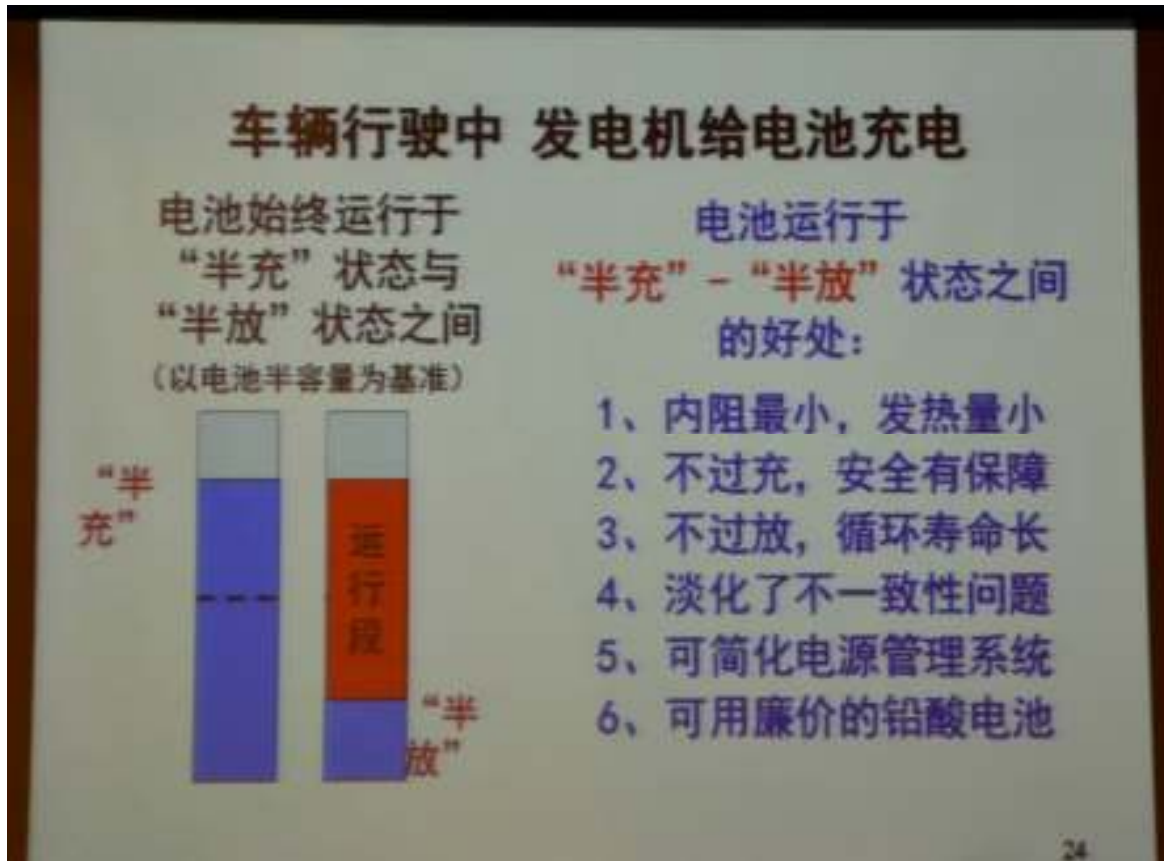 车辆行驶中 发电机给电池充电
电池始终运行于
“半充”状态与
“半放”状态之间
(以电池半容量为基准)
“半
充”
运
行
段
“半
放”
电池运行于
“半充”-“半放”状态之间
的好处:
1、内阻最小,发热量小
2、不过充,安全有保障
3、不过放,循环寿命长
4、淡化了不一致性问题
5、可简化电源管理系统
6、可用廉价的铅酸电池
24